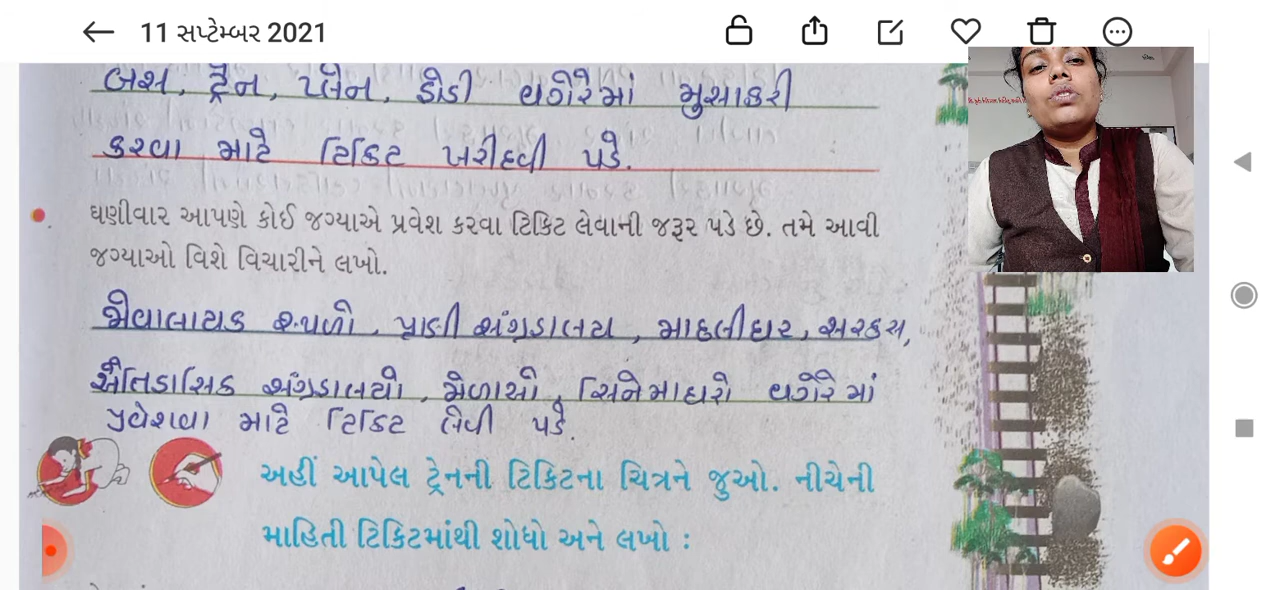 11 સપ્ટેમ્બર 2021
બસ, ટ્રેન, પ્લેન, હોડી વગેરેમાં મુસાફરી
કરવા માટે ટિકિટ ખરીદવી પડે.
ઘણીવાર આપણે કોઈ જગ્યાએ પ્રવેશ કરવા ટિકિટ લેવાની જરૂર પડે છે. તમે આવી
જગ્યાઓ વિશે વિચારીને લખો.
જોવાલાયક સ્થળો, પ્રાણી સંગ્રહાલય, માછલીઘર, સરકસ,
ઐતિહાસિક સંગ્રહાલયો, મેળાઓ, સિનેમાઘરો વગેરેમાં
પ્રવેશવા માટે ટિકિટ લેવી પડે.
અહીં આપેલ ટ્રેનની ટિકિટના ચિત્રને જુઓ. નીચેની
માહિતી ટિકિટમાંથી શોધો અને લખો :